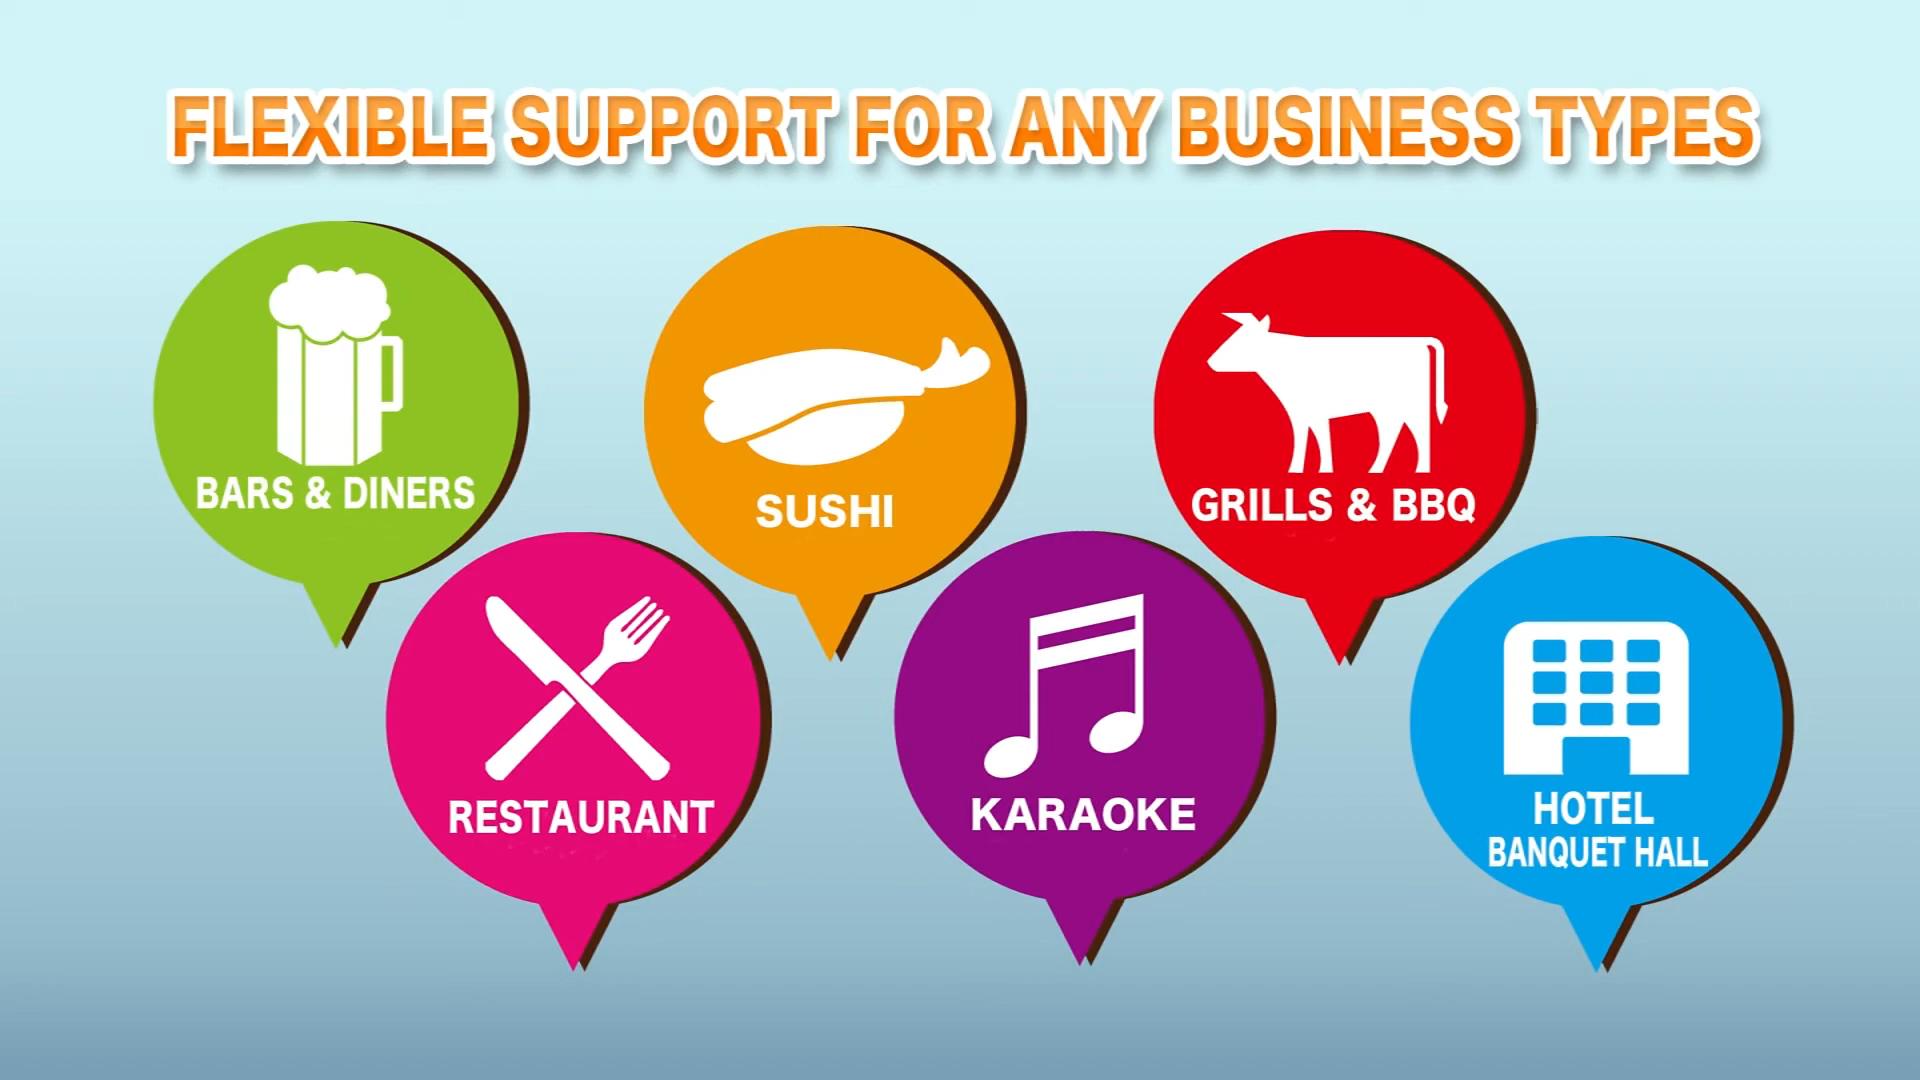 FLEXIBLE SUPPORT FOR ANY BUSINESS TYPES
BARS & DINERS
SUSHI
GRILLS & BBQ
RESTAURANT
KARAOKE
HOTEL
BANQUET HALL